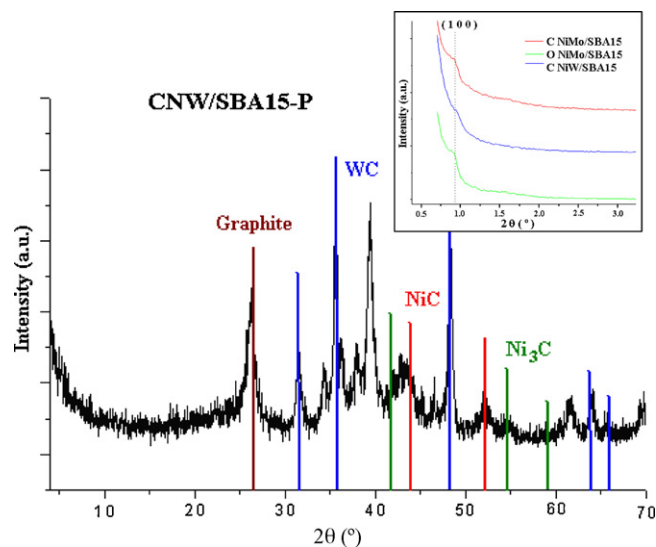 CNW/SBA15-P
Intensity (a.u.)
Graphite
WC
NiC
Ni₃C
10 20 30 40 50 60 70
2θ (º)
(1 0 0)
C NiMo/SBA15
O NiMo/SBA15
C NiW/SBA15
Intensity (a.u.)
0.5 1.0 1.5 2.0 2.5 3.0
2θ (º)